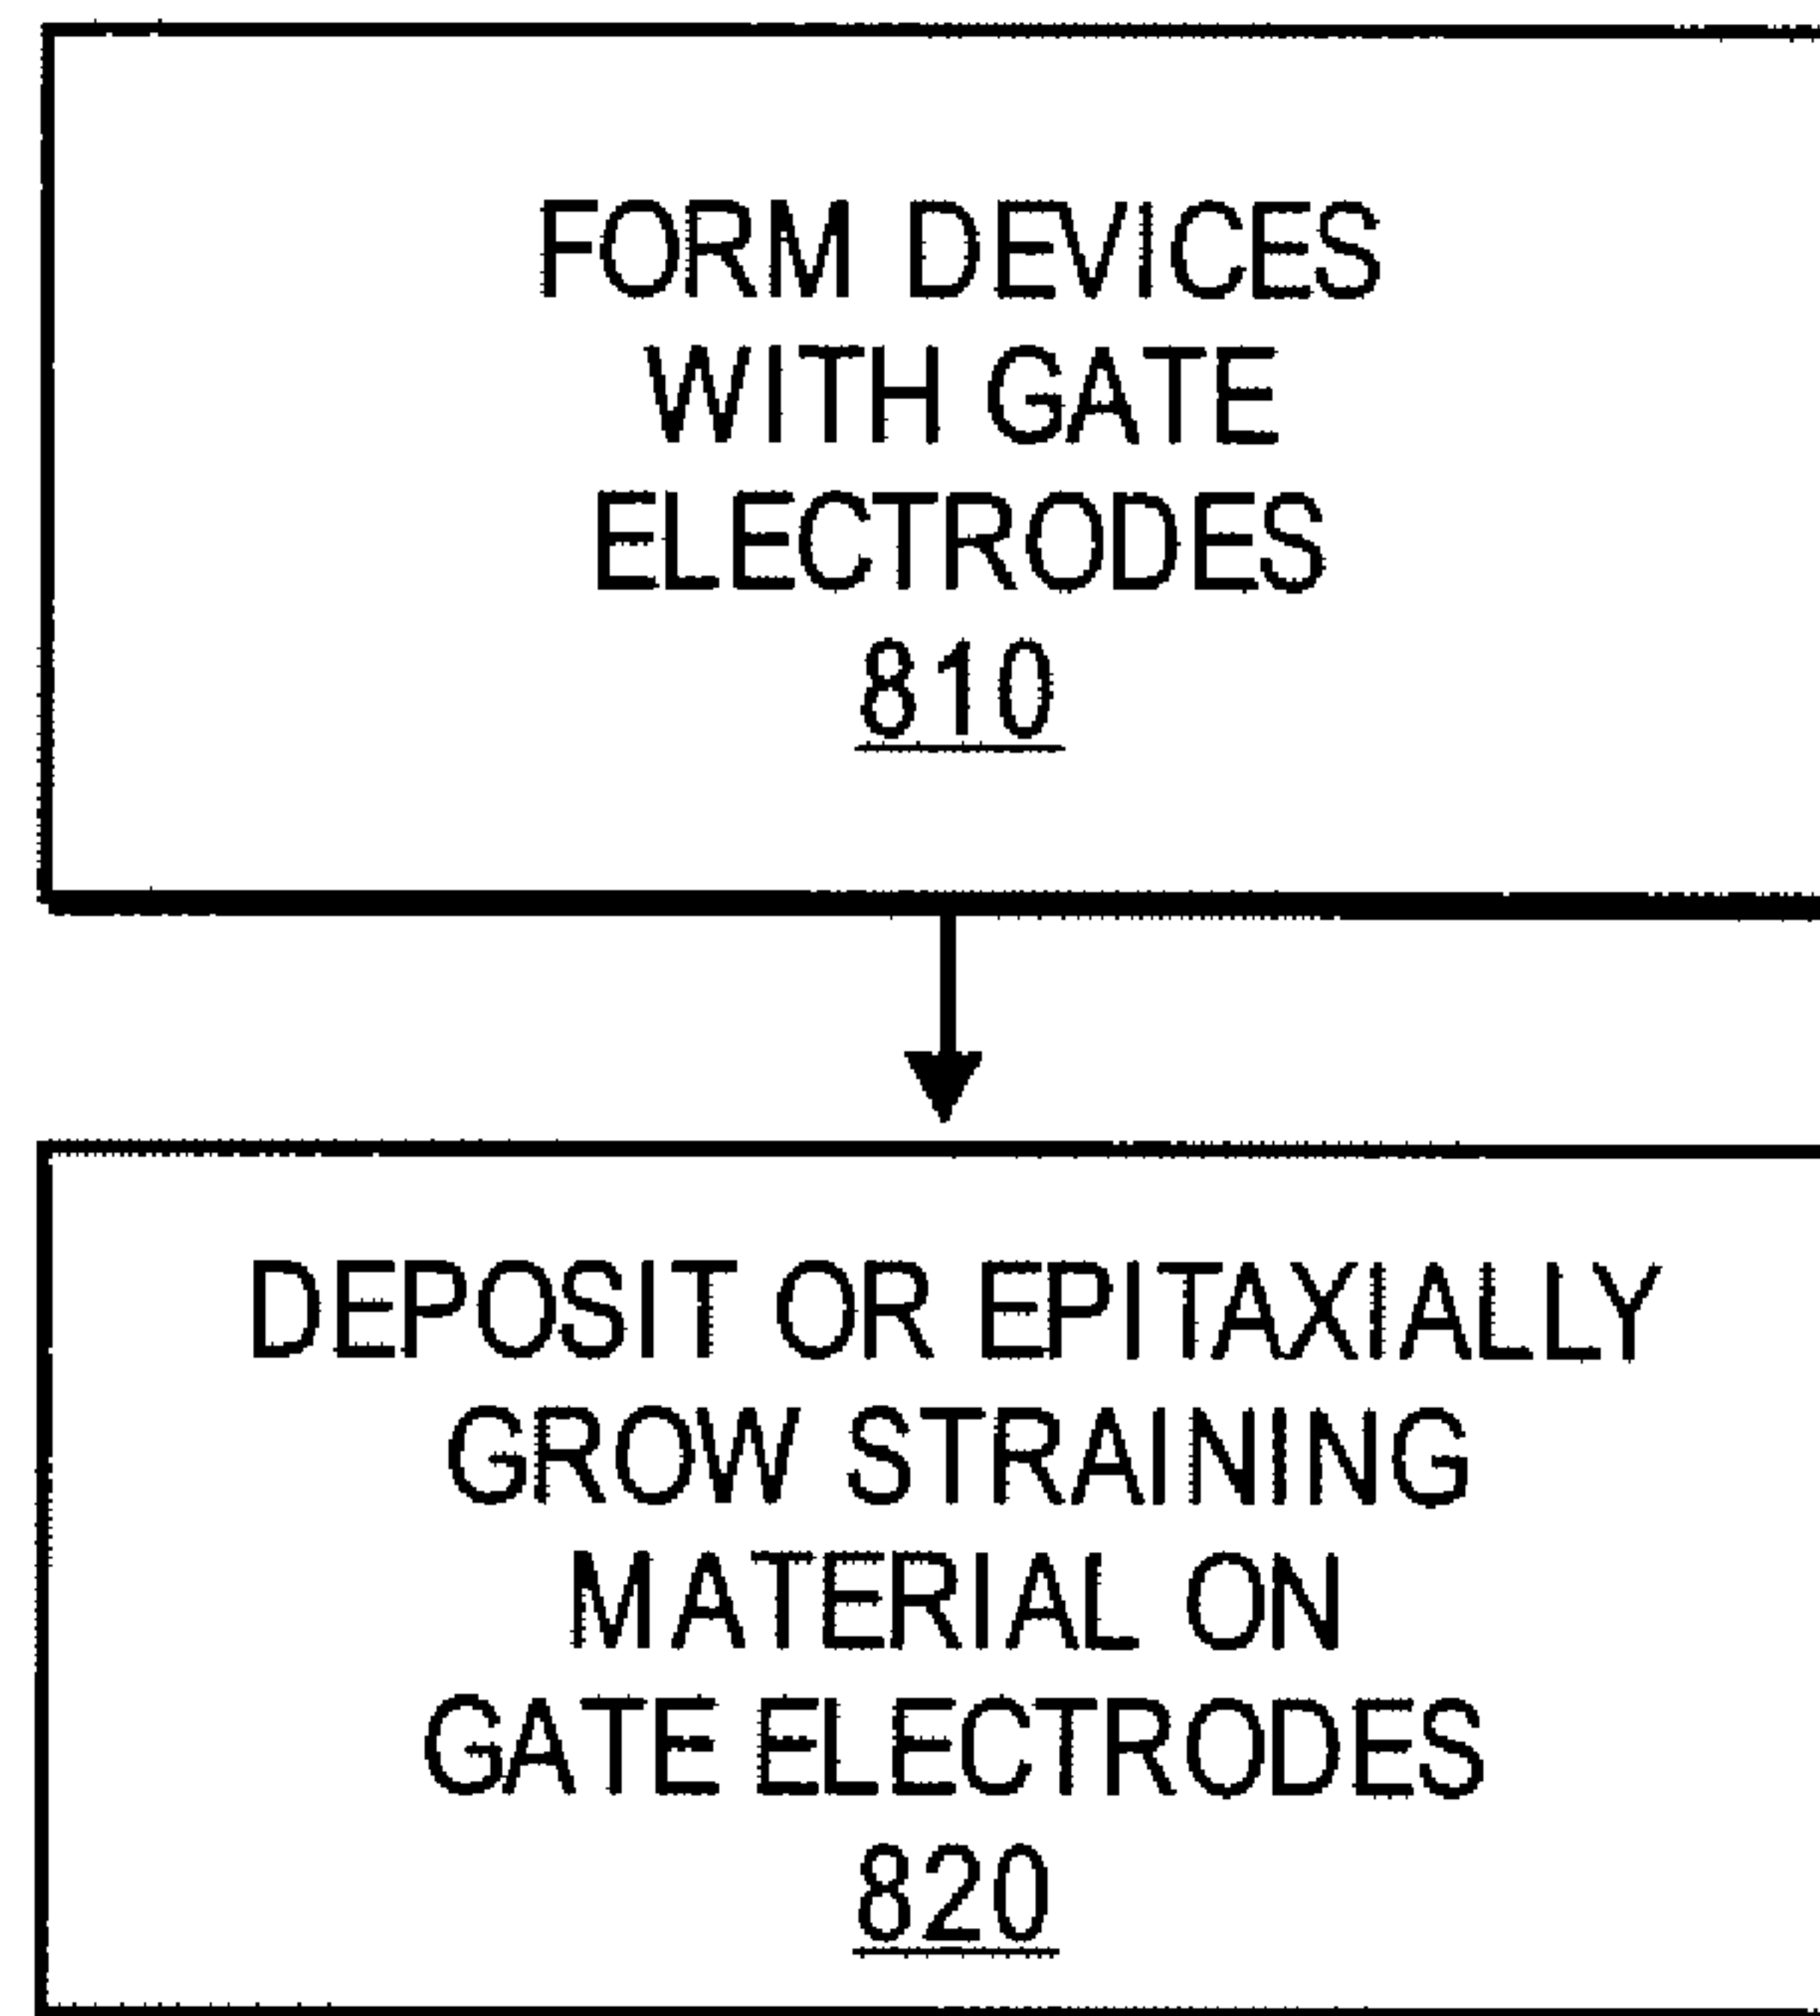 FORM DEVICES
WITH GATE
ELECTRODES
810
DEPOSIT OR EPITAXIALLY
GROW STRAINING
MATERIAL ON
GATE ELECTRODES
820